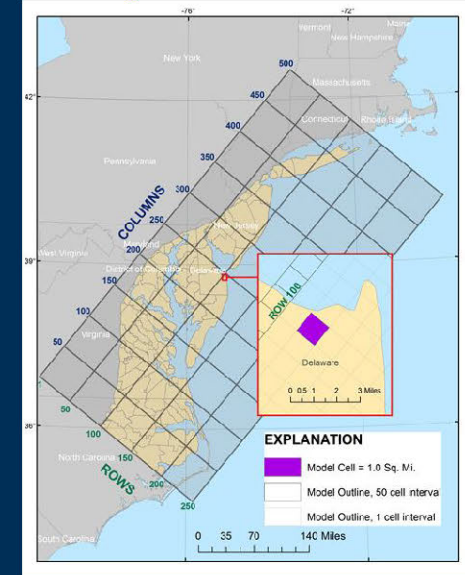 -76° -72°
Vermont Maine
New Hampshire
New York
500
Massachusetts
42°
450
Connecticut Rhode Island
400
350
Pennsylvania
300
COLUMNS
250
New Jersey
200
Maryland
39°
West Virginia
District of Columbia Delaware
150
100
ROW 100
Virginia
50
Delaware
0 0.5 1 2 3 Miles
50
36°
100
EXPLANATION
150
North Carolina
ROWS
200
Model Cell = 1.0 Sq. Mi.
250
Model Outline, 50 cell interva
Model Outline, 1 cell interval
South Carolina
0 35 70 140 Miles